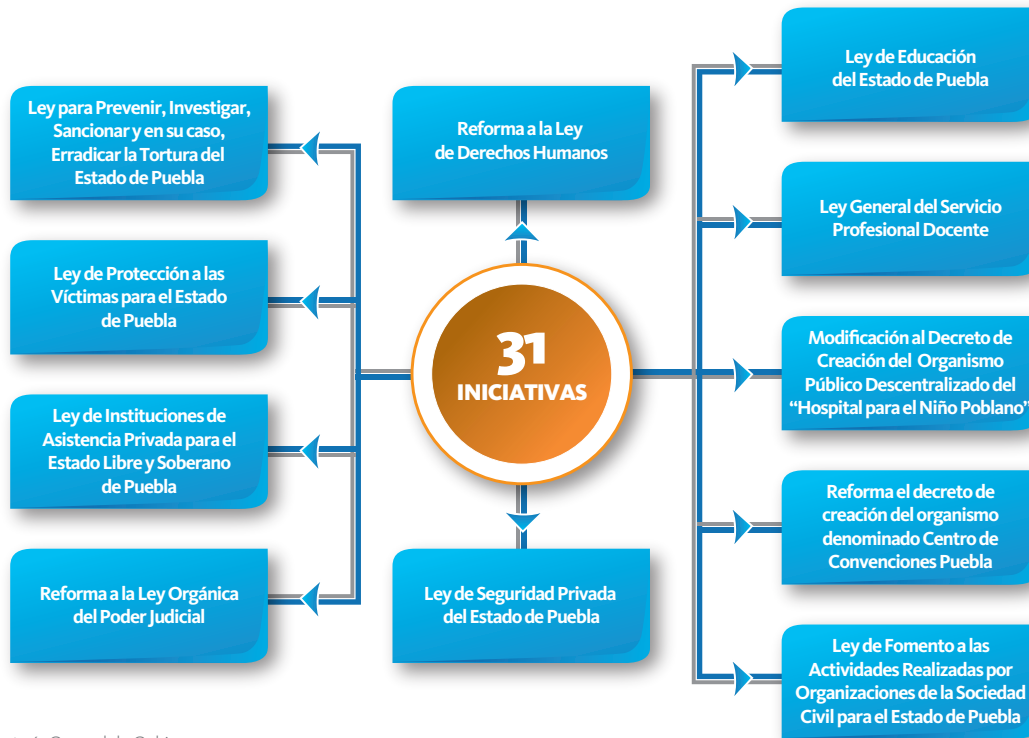 Ley para Prevenir, Investigar,
Sancionar y en su caso,
Erradicar la Tortura del
Estado de Puebla
Ley de Protección a las
Víctimas para el Estado
de Puebla
Ley de Instituciones de
Asistencia Privada para el
Estado Libre y Soberano
de Puebla
Reforma a la Ley Orgánica
del Poder Judicial
Reforma a la Ley
de Derechos Humanos
31
INICIATIVAS
Ley de Seguridad Privada
del Estado de Puebla
Ley de Educación
del Estado de Puebla
Ley General del Servicio
Profesional Docente
Modificación al Decreto de
Creación del Organismo
Público Descentralizado del
“Hospital para el Niño Poblano”
Reforma el decreto de
creación del organismo
denominado Centro de
Convenciones Puebla
Ley de Fomento a las
Actividades Realizadas por
Organizaciones de la Sociedad
Civil para el Estado de Puebla